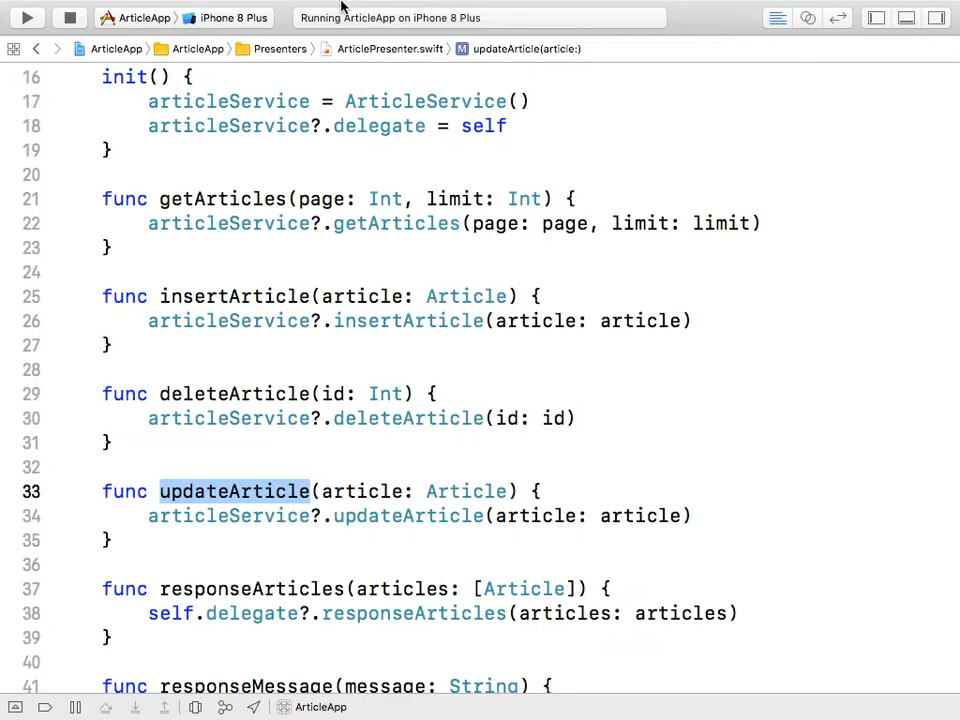 ArticleApp iPhone 8 Plus Running ArticleApp on iPhone 8 Plus
ArticleApp ArticleApp Presenters ArticlePresenter.swift M updateArticle(article:)
16 init() {
17 articleService = ArticleService()
18 articleService?.delegate = self
19 }
20
21 func getArticles(page: Int, limit: Int) {
22 articleService?.getArticles(page: page, limit: limit)
23 }
24
25 func insertArticle(article: Article) {
26 articleService?.insertArticle(article: article)
27 }
28
29 func deleteArticle(id: Int) {
30 articleService?.deleteArticle(id: id)
31 }
32
33 func updateArticle(article: Article) {
34 articleService?.updateArticle(article: article)
35 }
36
37 func responseArticles(articles: [Article]) {
38 self.delegate?.responseArticles(articles: articles)
39 }
40
41 func responseMessage(message: String) {
ArticleApp